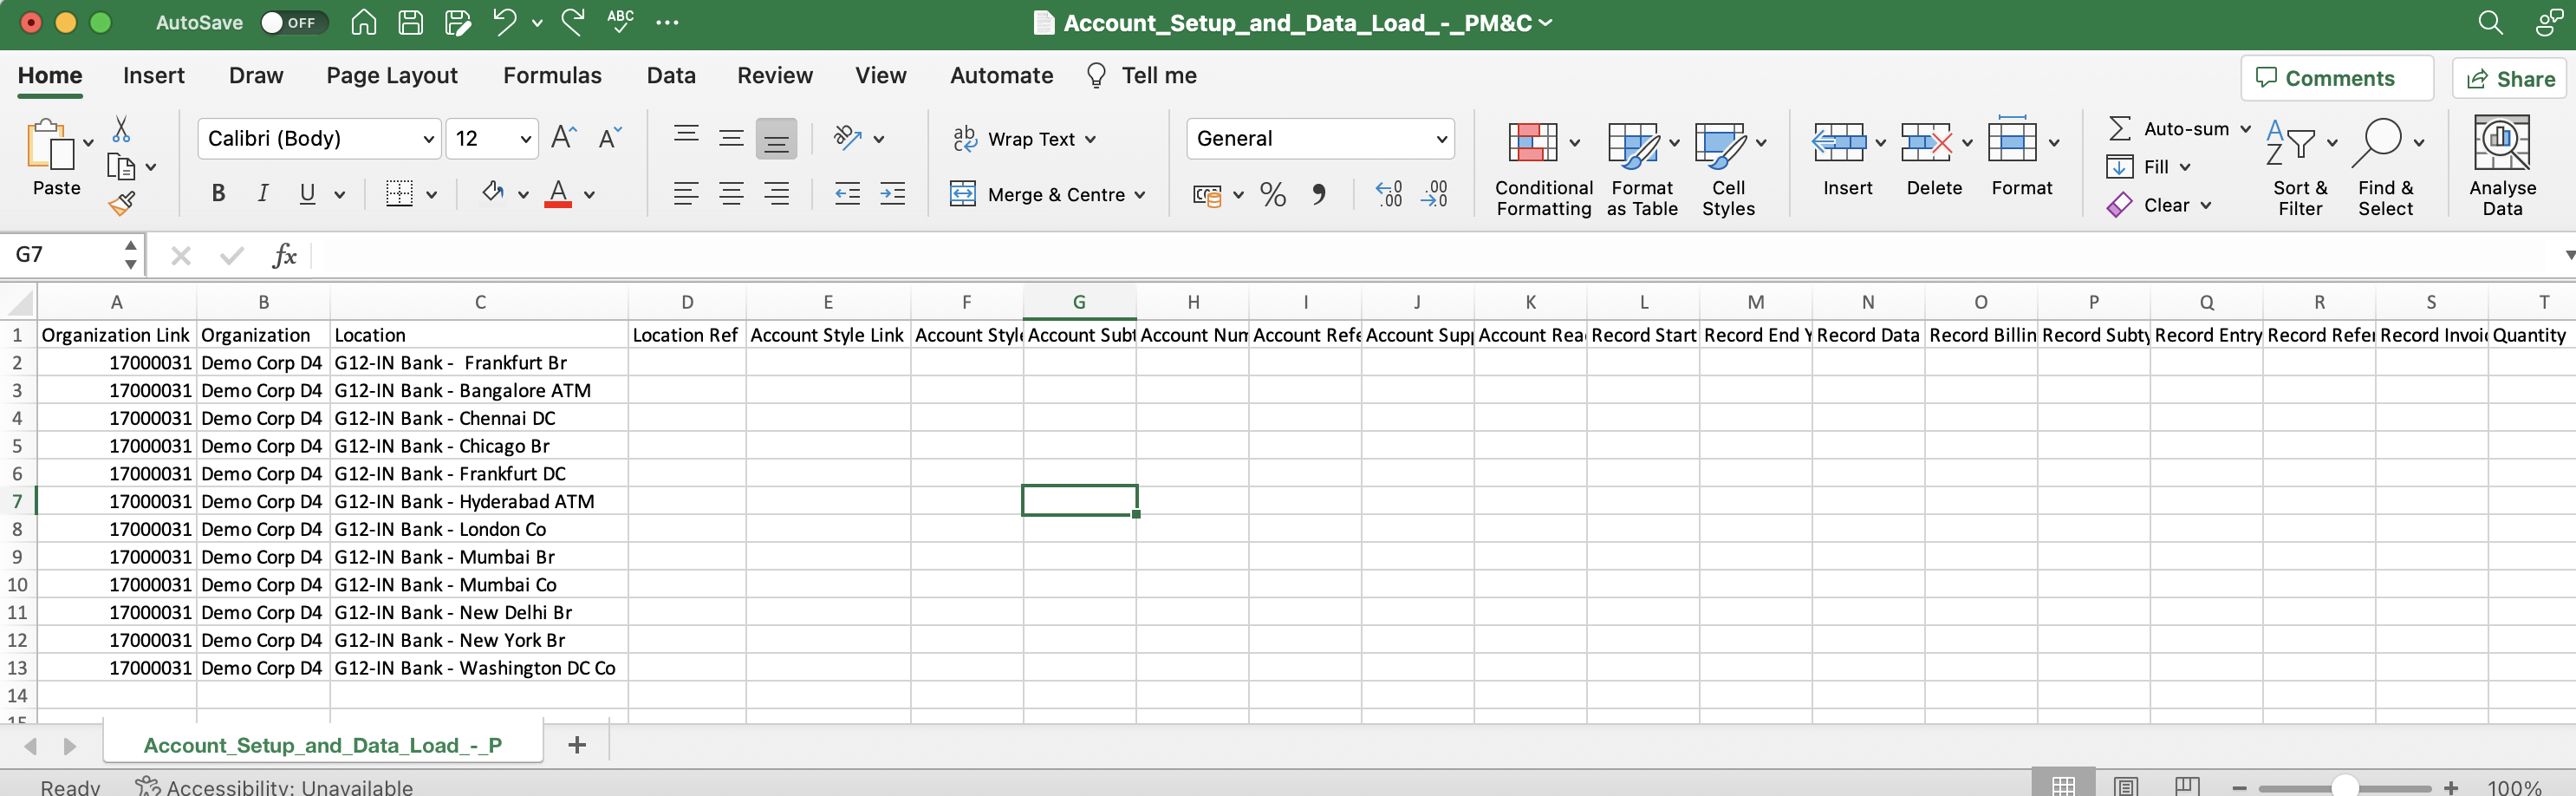 AutoSave OFF ABC ... Account_Setup_and_Data_Load_-_PM&C
Home Insert Draw Page Layout Formulas Data Review View Automate Tell me Comments Share
Paste Calibri (Body) 12 A A ab Wrap Text General Conditional Formatting Format as Table Cell Styles Insert Delete Format Auto-sum Fill Clear Sort & Filter Find & Select Analyse Data
B I U A ab c Merge & Centre % 
G7 fx
A B C D E F G H I J K L M N O P Q R S T
1 Organization Link Organization Location Location Ref Account Style Link Account Style Account Subt Account Num Account Refe Account Supp Account Rea Record Start Record End Y Record Data Record Billin Record Subty Record Entry Record Refer Record Invoic Quantity
2 17000031 Demo Corp D4 G12-IN Bank -  Frankfurt Br
3 17000031 Demo Corp D4 G12-IN Bank - Bangalore ATM
4 17000031 Demo Corp D4 G12-IN Bank - Chennai DC
5 17000031 Demo Corp D4 G12-IN Bank - Chicago Br
6 17000031 Demo Corp D4 G12-IN Bank - Frankfurt DC
7 17000031 Demo Corp D4 G12-IN Bank - Hyderabad ATM
8 17000031 Demo Corp D4 G12-IN Bank - London Co
9 17000031 Demo Corp D4 G12-IN Bank - Mumbai Br
10 17000031 Demo Corp D4 G12-IN Bank - Mumbai Co
11 17000031 Demo Corp D4 G12-IN Bank - New Delhi Br
12 17000031 Demo Corp D4 G12-IN Bank - New York Br
13 17000031 Demo Corp D4 G12-IN Bank - Washington DC Co
14
15
Account_Setup_and_Data_Load_-_P +
Ready Accessibility: Unavailable 100%